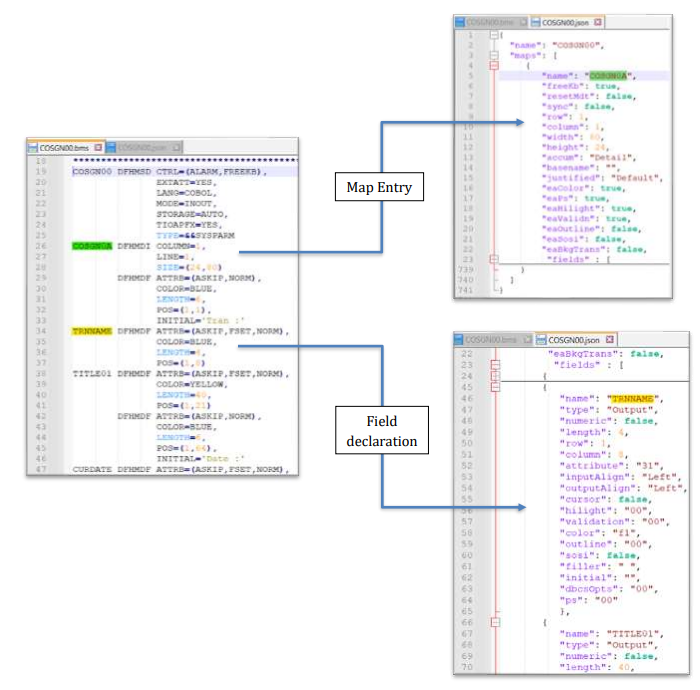 COSGN00.bms COSGN00.json
18 ****************************************
19 COSGN00 DFHMSD CTRL=(ALARM,FREEKB),
20 EXTATT=YES,
21 LANG=COBOL,
22 MODE=INOUT,
23 STORAGE=AUTO,
24 TIOAPFX=YES,
25 TYPE=&&SYSPARM
26 COSGN0A DFHMDI COLUMN=1,
27 LINE=1,
28 SIZE=(24,80)
29 DFHMDF ATTRB=(ASKIP,NORM),
30 COLOR=BLUE,
31 LENGTH=6,
32 POS=(1,1),
33 INITIAL='Tran :'
34 TRNNAME DFHMDF ATTRB=(ASKIP,FSET,NORM),
35 COLOR=BLUE,
36 LENGTH=4,
37 POS=(1,8)
38 TITLE01 DFHMDF ATTRB=(ASKIP,FSET,NORM),
39 COLOR=YELLOW,
40 LENGTH=40,
41 POS=(1,21)
42 DFHMDF ATTRB=(ASKIP,NORM),
43 COLOR=BLUE,
44 LENGTH=6,
45 POS=(1,64),
46 INITIAL='Date :'
47 CURDATE DFHMDF ATTRB=(ASKIP,FSET,NORM),
Map Entry
Field
declaration
COSGN00.bms COSGN00.json
1 {
2 "name": "COSGN00",
3 "maps": [
4 {
5 "name": "COSGN0A",
6 "freeKb": true,
7 "resetMdt": false,
8 "sync": false,
9 "row": 1,
10 "column": 1,
11 "width": 80,
12 "height": 24,
13 "accum": "Detail",
14 "basename": "",
15 "justified": "Default",
16 "eaColor": true,
17 "eaPs": true,
18 "eaHilight": true,
19 "eaValidn": true,
20 "eaOutline": false,
21 "eaSosi": false,
22 "eaBkgTrans": false,
23 "fields" : [
739 }
740 ]
741 }
COSGN00.bms COSGN00.json
22 "eaBkgTrans": false,
23 "fields" : [
24 {
45 {
46 "name": "TRNNAME",
47 "type": "Output",
48 "numeric": false,
49 "length": 4,
50 "row": 1,
51 "column": 8,
52 "attribute": "31",
53 "inputAlign": "Left",
54 "outputAlign": "Left",
55 "cursor": false,
56 "hilight": "00",
57 "validation": "00",
58 "color": "f1",
59 "outline": "00",
60 "sosi": false,
61 "filler": " ",
62 "initial": "",
63 "dbcsOpts": "00",
64 "ps": "00"
65 },
66 {
67 "name": "TITLE01",
68 "type": "Output",
69 "numeric": false,
70 "length": 40,